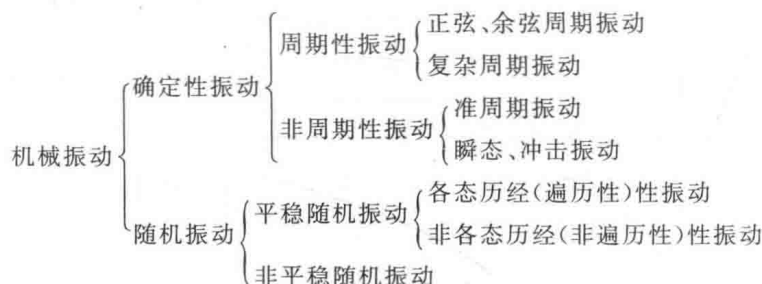 正弦、余弦周期振动
周期性振动
复杂周期振动
确定性振动
准周期振动
非周期性振动
瞬态、冲击振动
机械振动
各态历经(遍历性)性振动
平稳随机振动
非各态历经(非遍历性)性振动
随机振动
非平稳随机振动